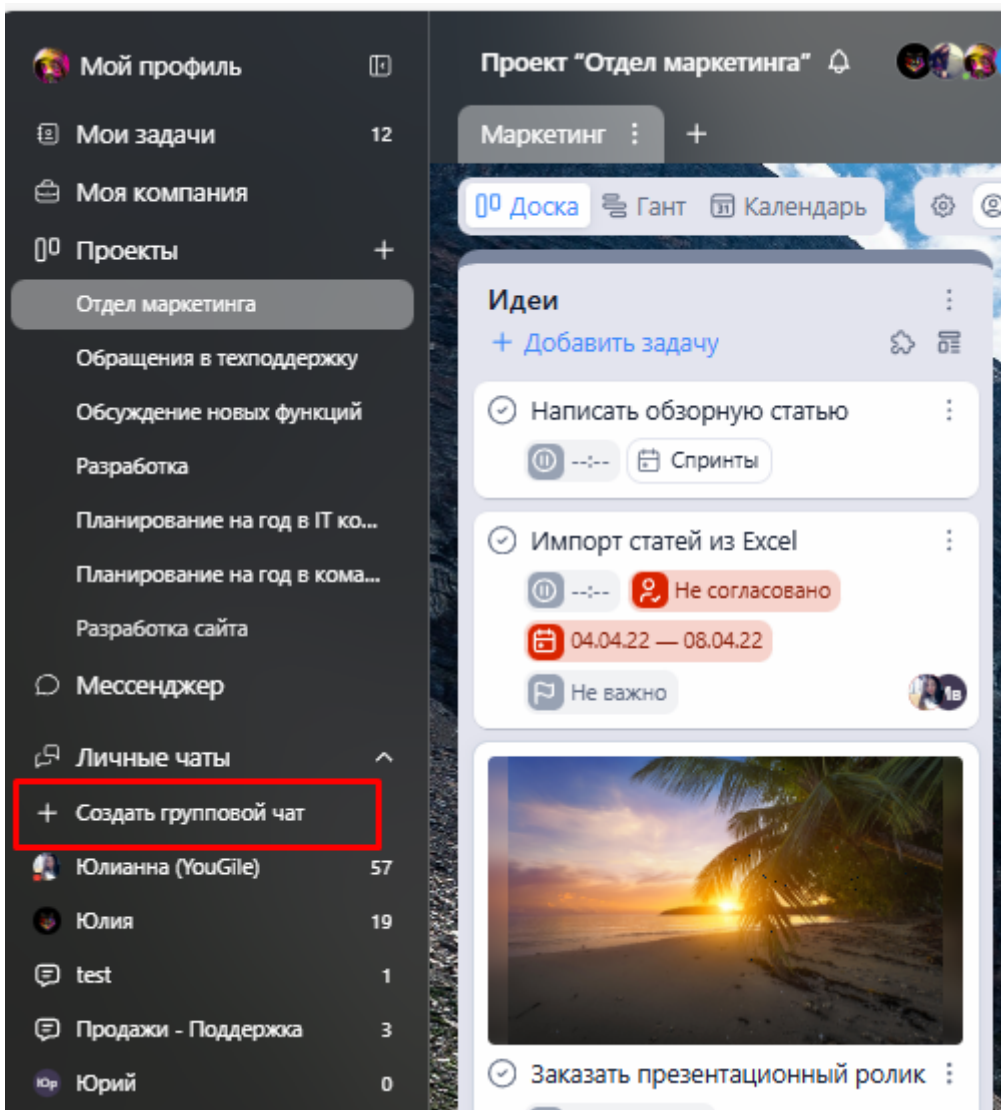 Мой профиль
Мои задачи 12
Моя компания
Проекты
Отдел маркетинга
Обращения в техподдержку
Обсуждение новых функций
Разработка
Планирование на год в IT ко...
Планирование на год в кома...
Разработка сайта
Мессенджер
Личные чаты
+ Создать групповой чат
Юлианна (YouGile) 57
Юлия 19
test 1
Продажи - Поддержка 3
Юр Юрий 0
Проект "Отдел маркетинга"
Маркетинг
Доска Гант 31 Календарь
Идеи
+ Добавить задачу
Написать обзорную статью
--:-- Спринты
Импорт статей из Excel
--:-- Не согласовано
04.04.22 — 08.04.22
Не важно
Заказать презентационный ролик